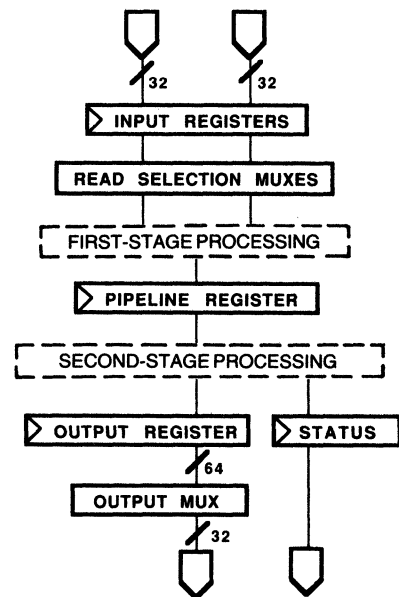 32 32
INPUT REGISTERS
READ SELECTION MUXES
FIRST-STAGE PROCESSING
PIPELINE REGISTER
SECOND-STAGE PROCESSING
OUTPUT REGISTER STATUS
64
OUTPUT MUX
32